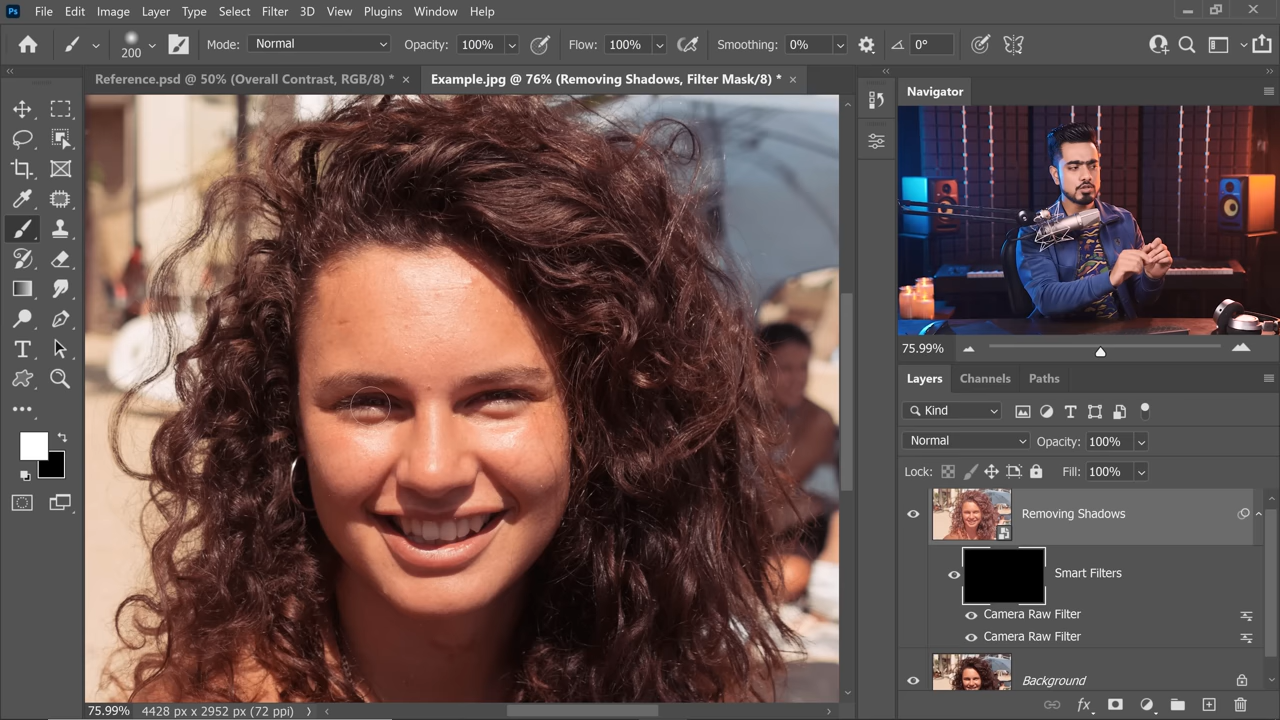 Ps File Edit Image Layer Type Select Filter 3D View Plugins Window Help
200 Mode: Normal Opacity: 100% Flow: 100% Smoothing: 0% 0°
Reference.psd @ 50% (Overall Contrast, RGB/8) * × Example.jpg @ 76% (Removing Shadows, Filter Mask/8) * ×
Navigator
75.99%
Layers Channels Paths
Kind
Normal Opacity: 100%
Lock: Fill: 100%
Removing Shadows
Smart Filters
Camera Raw Filter
Camera Raw Filter
Background
75.99% 4428 px x 2952 px (72 ppi)
fx